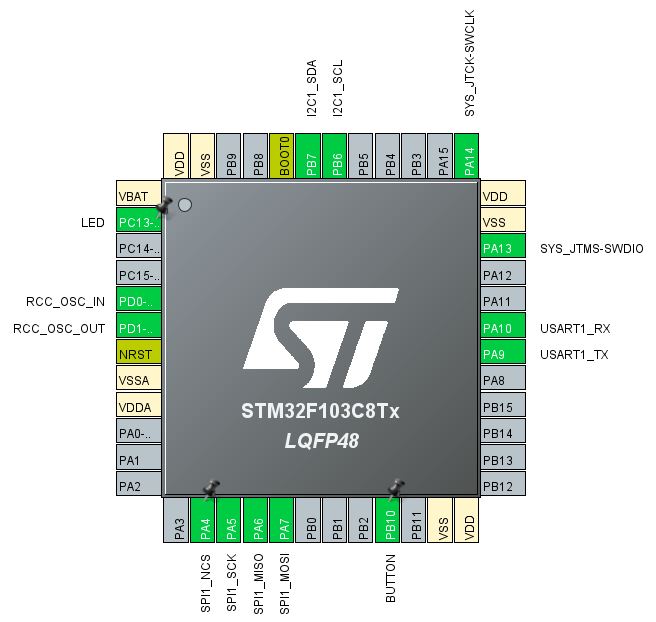 SYS_JTCK-SWCLK
I2C1_SDA
I2C1_SCL
VDD
VSS
PB9
PB8
BOOT0
PB7
PB6
PB5
PB4
PB3
PA15
PA14
VBAT
LED
PC13-..
PC14-..
PC15-..
RCC_OSC_IN
PD0-..
RCC_OSC_OUT
PD1-..
NRST
VSSA
VDDA
PA0-..
PA1
PA2
VDD
VSS
PA13
SYS_JTMS-SWDIO
PA12
PA11
PA10
USART1_RX
PA9
USART1_TX
PA8
PB15
PB14
PB13
PB12
ST
STM32F103C8Tx
LQFP48
PA3
PA4
PA5
PA6
PA7
PB0
PB1
PB2
PB10
PB11
VSS
VDD
SPI1_NCS
SPI1_SCK
SPI1_MISO
SPI1_MOSI
BUTTON